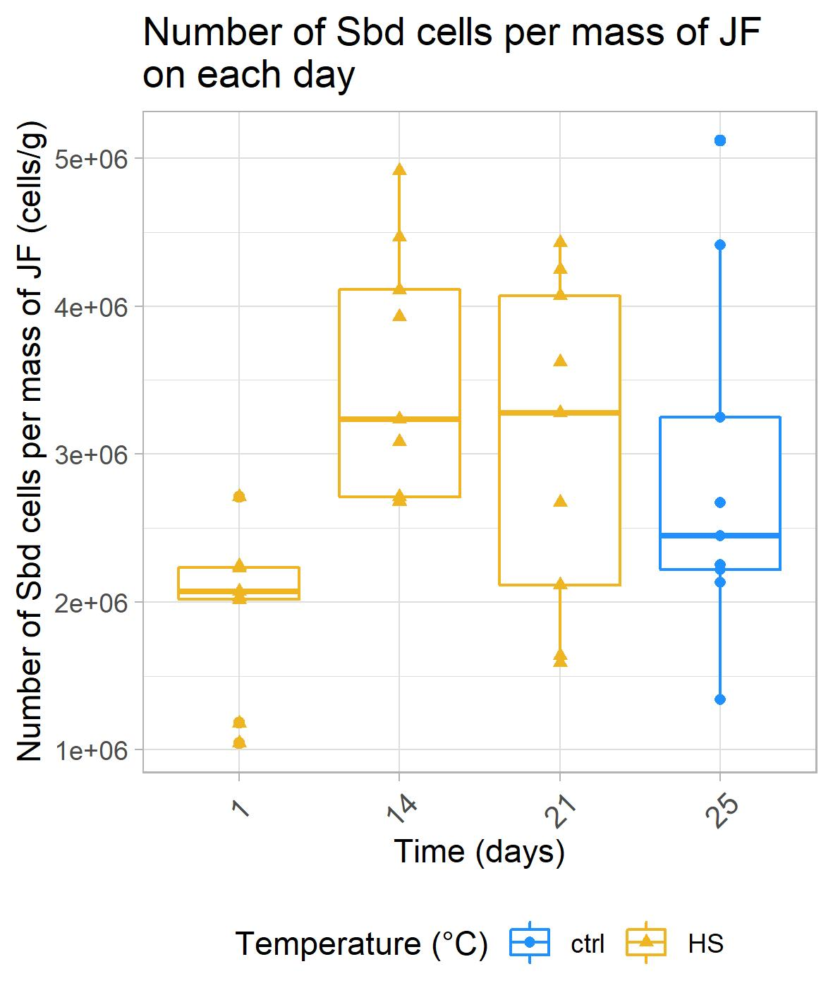 Number of Sbd cells per mass of JF
on each day
Number of Sbd cells per mass of JF (cells/g)
5e+06
4e+06
3e+06
2e+06
1e+06
1 14 21 25
Time (days)
Temperature (°C) ctrl HS